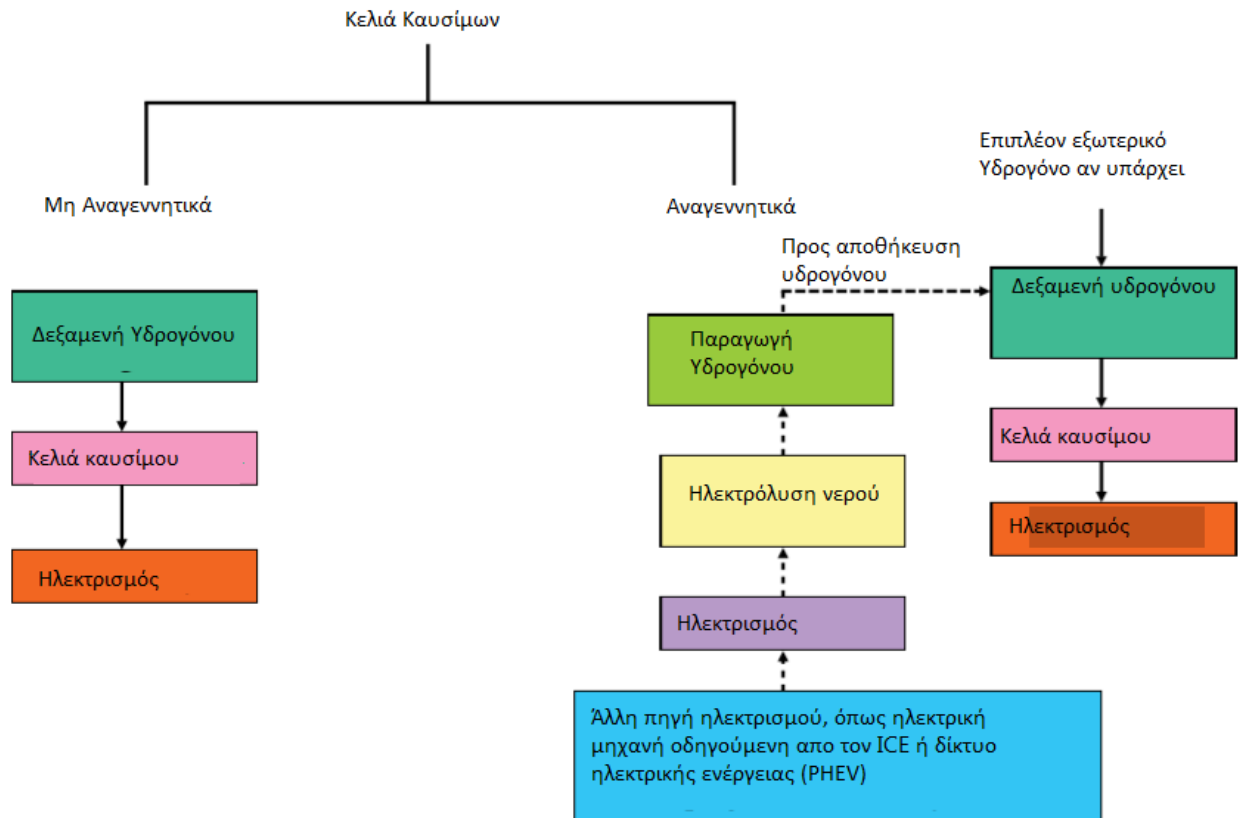 Κελιά Καυσίμων
Μη Αναγεννητικά
Αναγεννητικά
Επιπλέον εξωτερικό
Υδρογόνο αν υπάρχει
Δεξαμενή Υδρογόνου
Κελιά καυσίμου
Ηλεκτρισμός
Προς αποθήκευση
υδρογόνου
Παραγωγή
Υδρογόνου
Ηλεκτρόλυση νερού
Ηλεκτρισμός
Άλλη πηγή ηλεκτρισμού, όπως ηλεκτρική
μηχανή οδηγούμενη απο τον ICE ή δίκτυο
ηλεκτρικής ενέργειας (PHEV)
Δεξαμενή υδρογόνου
Κελιά καυσίμου
Ηλεκτρισμός